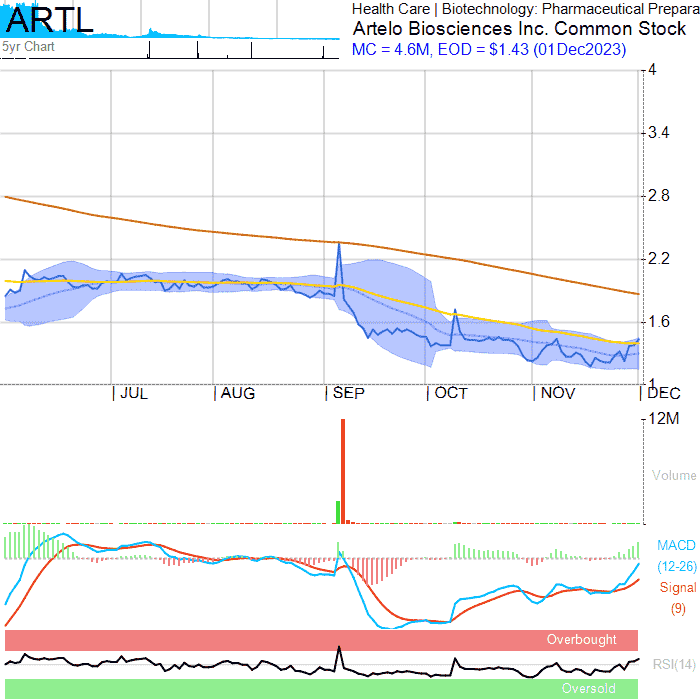 ARTL
5yr Chart
Health Care | Biotechnology: Pharmaceutical Prepara
Artelo Biosciences Inc. Common Stock
MC = 4.6M, EOD = $1.43 (01Dec2023)
4
3.4
2.8
2.2
1.6
1
JUL
AUG
SEP
OCT
NOV
DEC
12M
Volume
MACD
(12-26)
Signal
(9)
Overbought
RSI(14)
Oversold